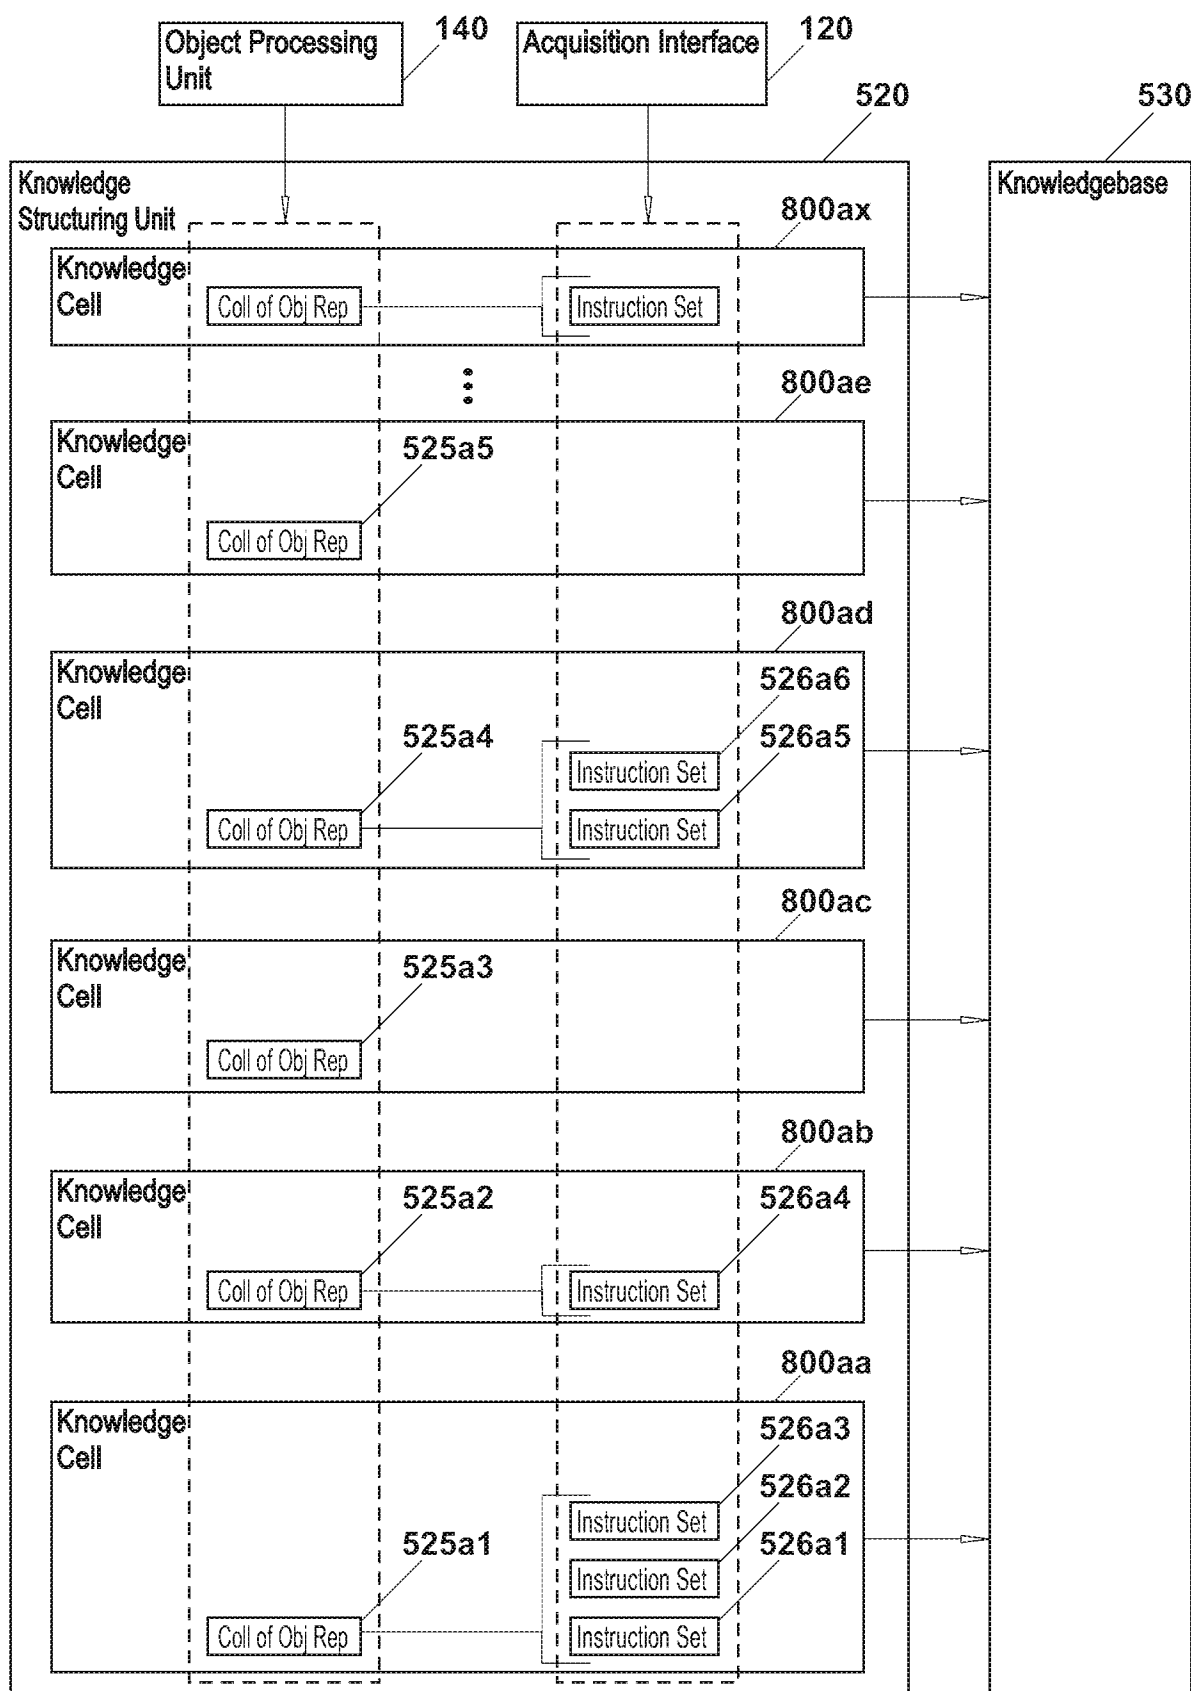 140
120
Object Processing
Unit
Acquisition Interface
520
530
Knowledge
Structuring Unit
Knowledgebase
800ax
Knowledge
Cell
Coll of Obj Rep
Instruction Set
800ae
Knowledge
Cell
525a5
Coll of Obj Rep
800ad
Knowledge
Cell
526a6
525a4
526a5
Instruction Set
Coll of Obj Rep
Instruction Set
800ac
Knowledge
Cell
525a3
Coll of Obj Rep
800ab
Knowledge
Cell
525a2
526a4
Coll of Obj Rep
Instruction Set
800aa
Knowledge
Cell
526a3
526a2
Instruction Set
525a1
526a1
Instruction Set
Coll of Obj Rep
Instruction Set